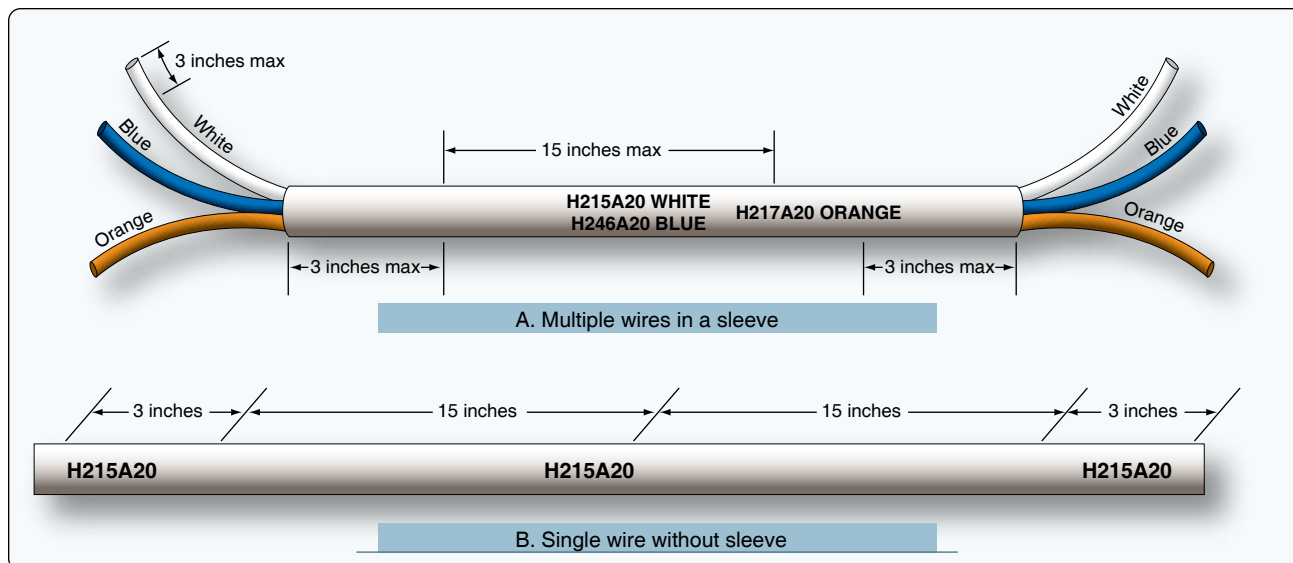 3 inches max
White
Blue
Orange
White
Blue
Orange
15 inches max
H215A20 WHITE
H246A20 BLUE
H217A20 ORANGE
3 inches max
3 inches max
A. Multiple wires in a sleeve
3 inches
15 inches
15 inches
3 inches
H215A20
H215A20
H215A20
B. Single wire without sleeve